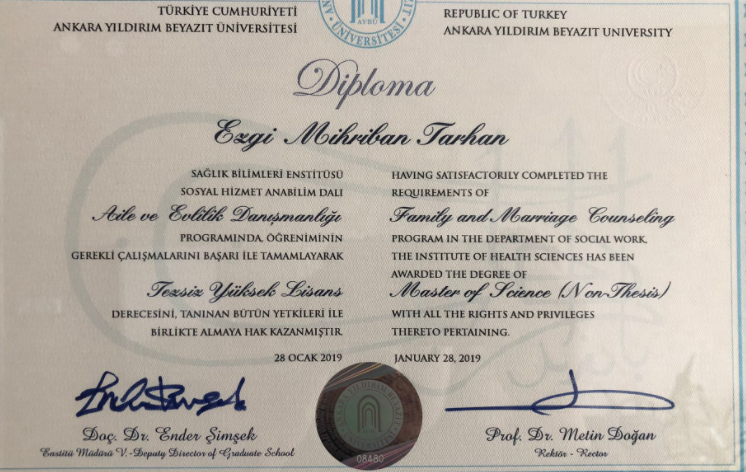 TÜRKİYE CUMHURİYETİ
ANKARA YILDIRIM BEYAZIT ÜNİVERSİTESİ
AYBÜ
ÜNİVERSİTESİ
REPUBLIC OF TURKEY
ANKARA YILDIRIM BEYAZIT UNIVERSITY
Diploma
Ezgi Mihriban Tarhan
SAĞLIK BİLİMLERİ ENSTİTÜSÜ
SOSYAL HİZMET ANABİLİM DALI
Aile ve Evlilik Danışmanlığı
PROGRAMINDA, ÖĞRENİMİNİN
GEREKLİ ÇALIŞMALARINI BAŞARI İLE TAMAMLAYARAK
Tezsiz Yüksek Lisans
DERECESİNİ, TANINAN BÜTÜN YETKİLERİ İLE
BİRLİKTE ALMAYA HAK KAZANMIŞTIR.
28 OCAK 2019
HAVING SATISFACTORILY COMPLETED THE
REQUIREMENTS OF
Family and Marriage Counseling
PROGRAM IN THE DEPARTMENT OF SOCIAL WORK,
THE INSTITUTE OF HEALTH SCIENCES HAS BEEN
AWARDED THE DEGREE OF
Master of Science (Non-Thesis)
WITH ALL THE RIGHTS AND PRIVILEGES
THERETO PERTAINING.
JANUARY 28, 2019
Doç. Dr. Ender Şimşek
Enstitü Müdürü V.-Deputy Director of Graduate School
08480
Prof. Dr. Metin Doğan
Rektör - Rector